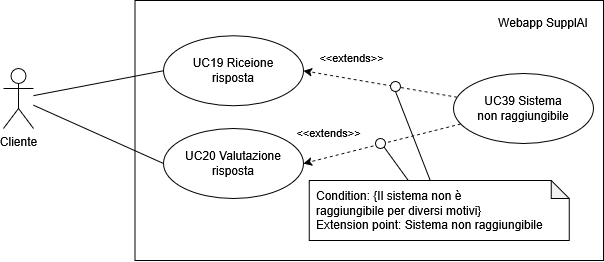 Webapp SupplAI
UC19 Riceione
risposta
<<extends>>
UC39 Sistema
non raggiungibile
Cliente
UC20 Valutazione
risposta
<<extends>>
Condition: {Il sistema non è
raggiungibile per diversi motivi}
Extension point: Sistema non raggiungibile